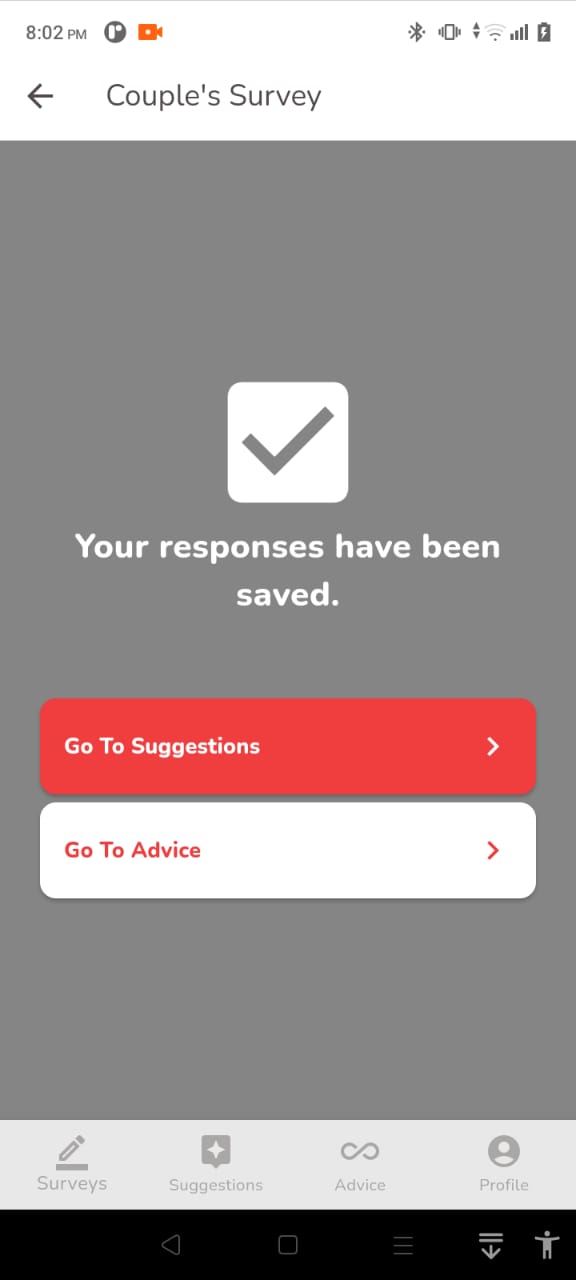 8:02 PM
Couple's Survey
Your responses have been
saved.
Go To Suggestions
Go To Advice
Surveys
Suggestions
Advice
Profile